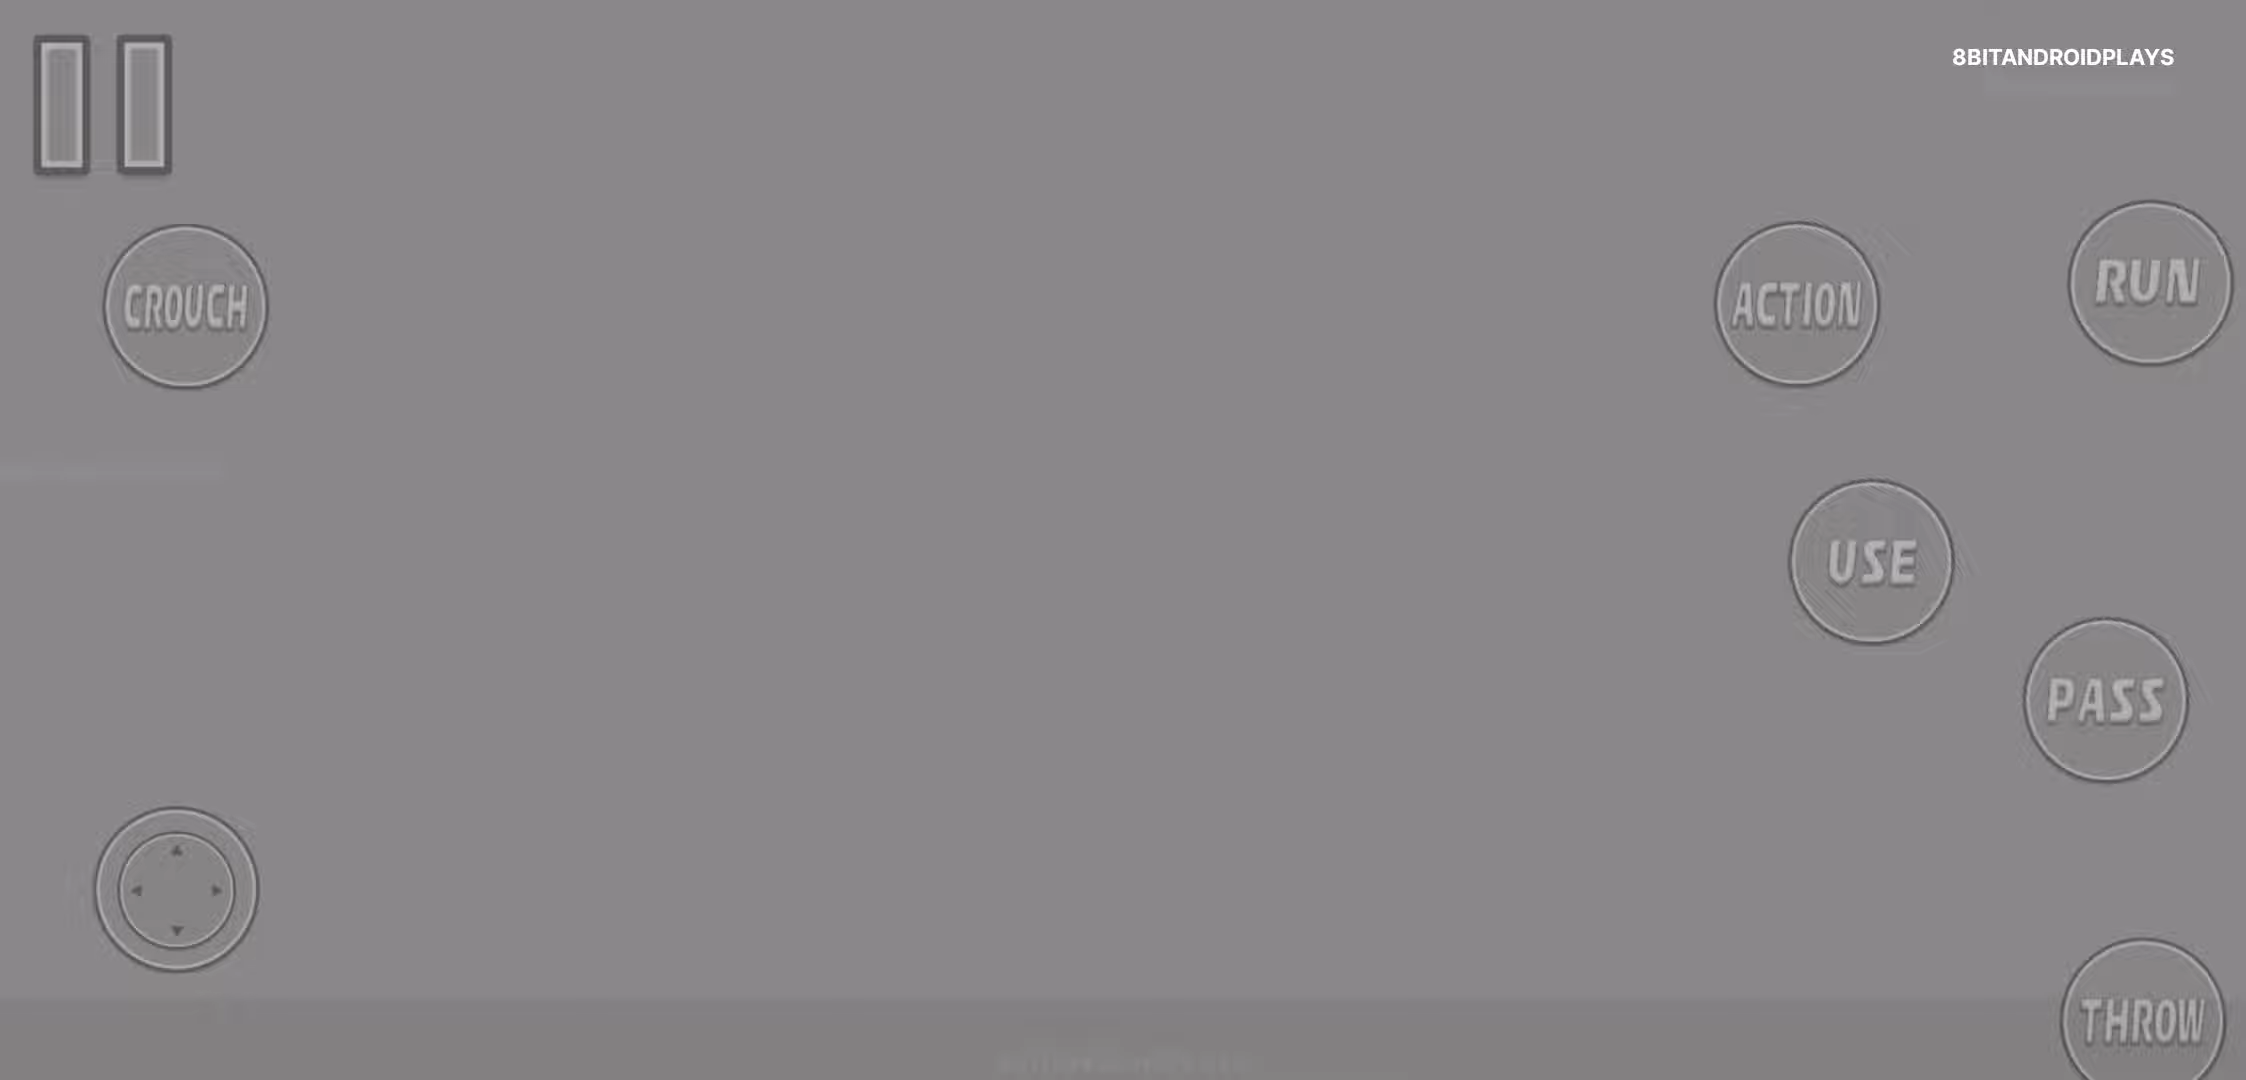 8BITANDROIDPLAYS
CROUCH
ACTION
RUN
USE
PASS
THROW